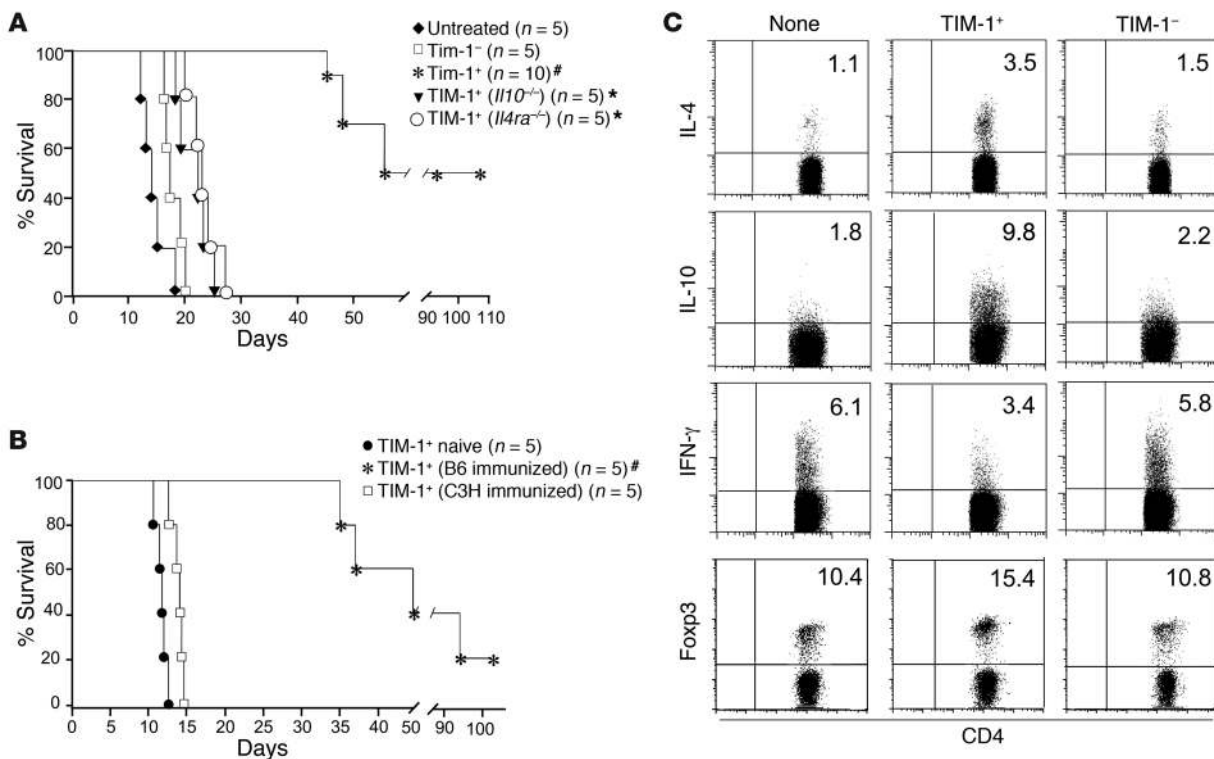 A
Untreated (n = 5)
Tim-1⁻ (n = 5)
Tim-1⁺ (n = 10)#
TIM-1⁺ (Il10⁻/⁻) (n = 5)*
TIM-1⁺ (Il4ra⁻/⁻) (n = 5)*
% Survival
100
80
60
40
20
0
0 10 20 30 40 50 90 100 110
Days
B
TIM-1⁺ naive (n = 5)
TIM-1⁺ (B6 immunized) (n = 5)#
TIM-1⁺ (C3H immunized) (n = 5)
% Survival
100
80
60
40
20
0
0 10 15 20 25 30 35 40 50 90 100
Days
C
None TIM-1⁺ TIM-1⁻
IL-4
1.1 3.5 1.5
IL-10
1.8 9.8 2.2
IFN-γ
6.1 3.4 5.8
Foxp3
10.4 15.4 10.8
CD4